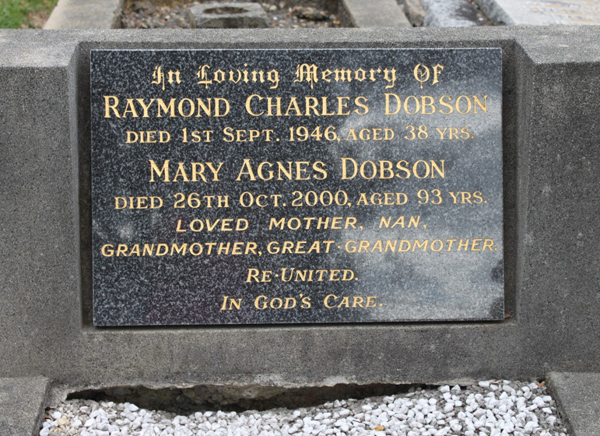 In Loving Memory Of
RAYMOND CHARLES DOBSON
DIED 1ST SEPT. 1946, AGED 38 YRS.
MARY AGNES DOBSON
DIED 26TH OCT. 2000, AGED 93 YRS.
LOVED MOTHER, NAN,
GRANDMOTHER, GREAT-GRANDMOTHER.
RE-UNITED.
IN GOD'S CARE.